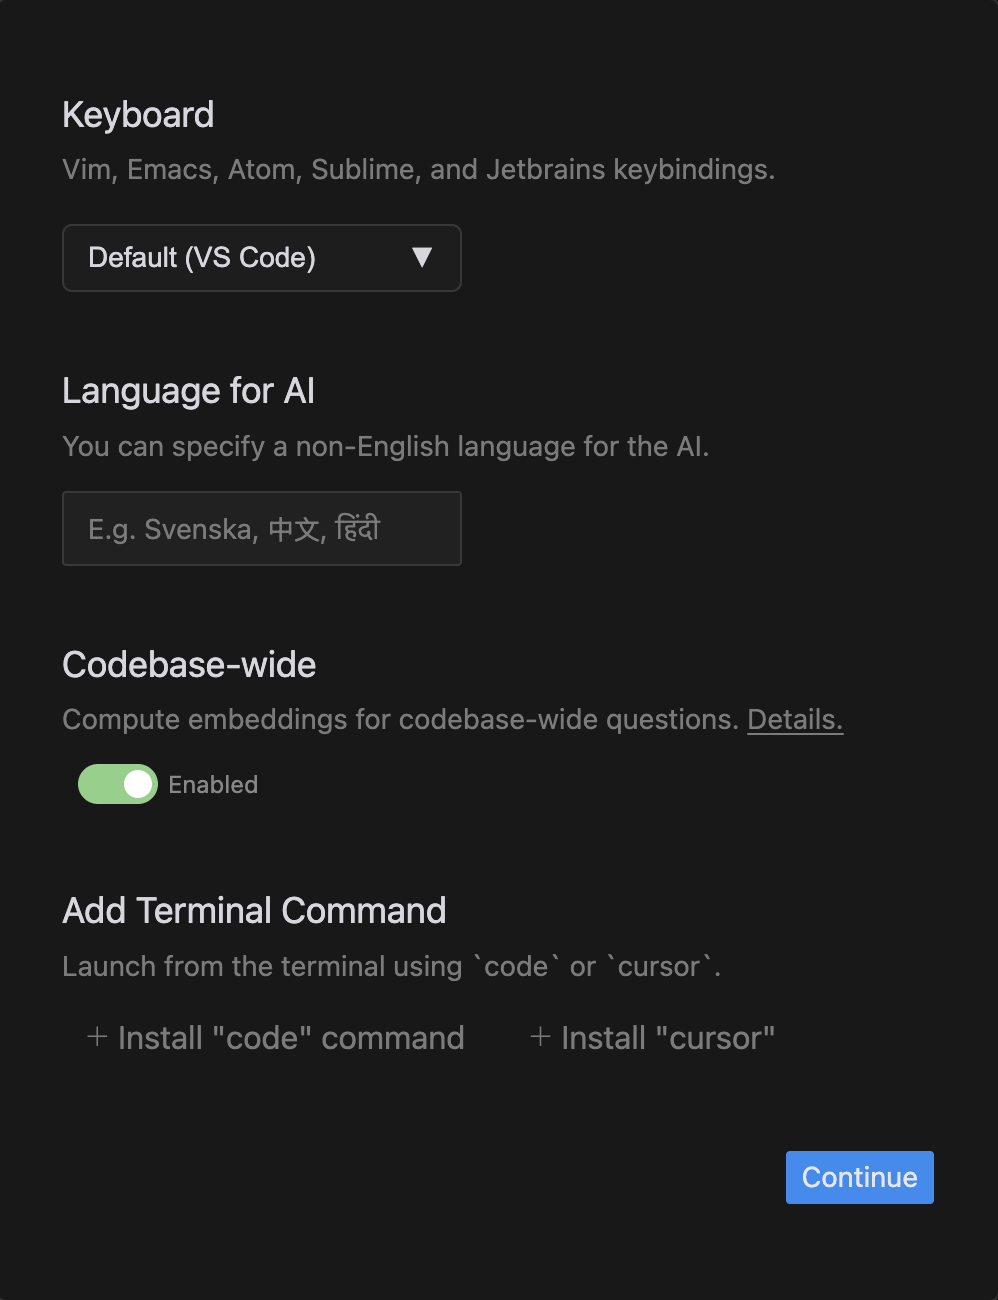 Keyboard
Vim, Emacs, Atom, Sublime, and Jetbrains keybindings.
Default (VS Code) ▼
Language for AI
You can specify a non-English language for the AI.
E.g. Svenska, 中文, हिंदी
Codebase-wide
Compute embeddings for codebase-wide questions. Details.
Enabled
Add Terminal Command
Launch from the terminal using `code` or `cursor`.
+ Install "code" command + Install "cursor"
Continue